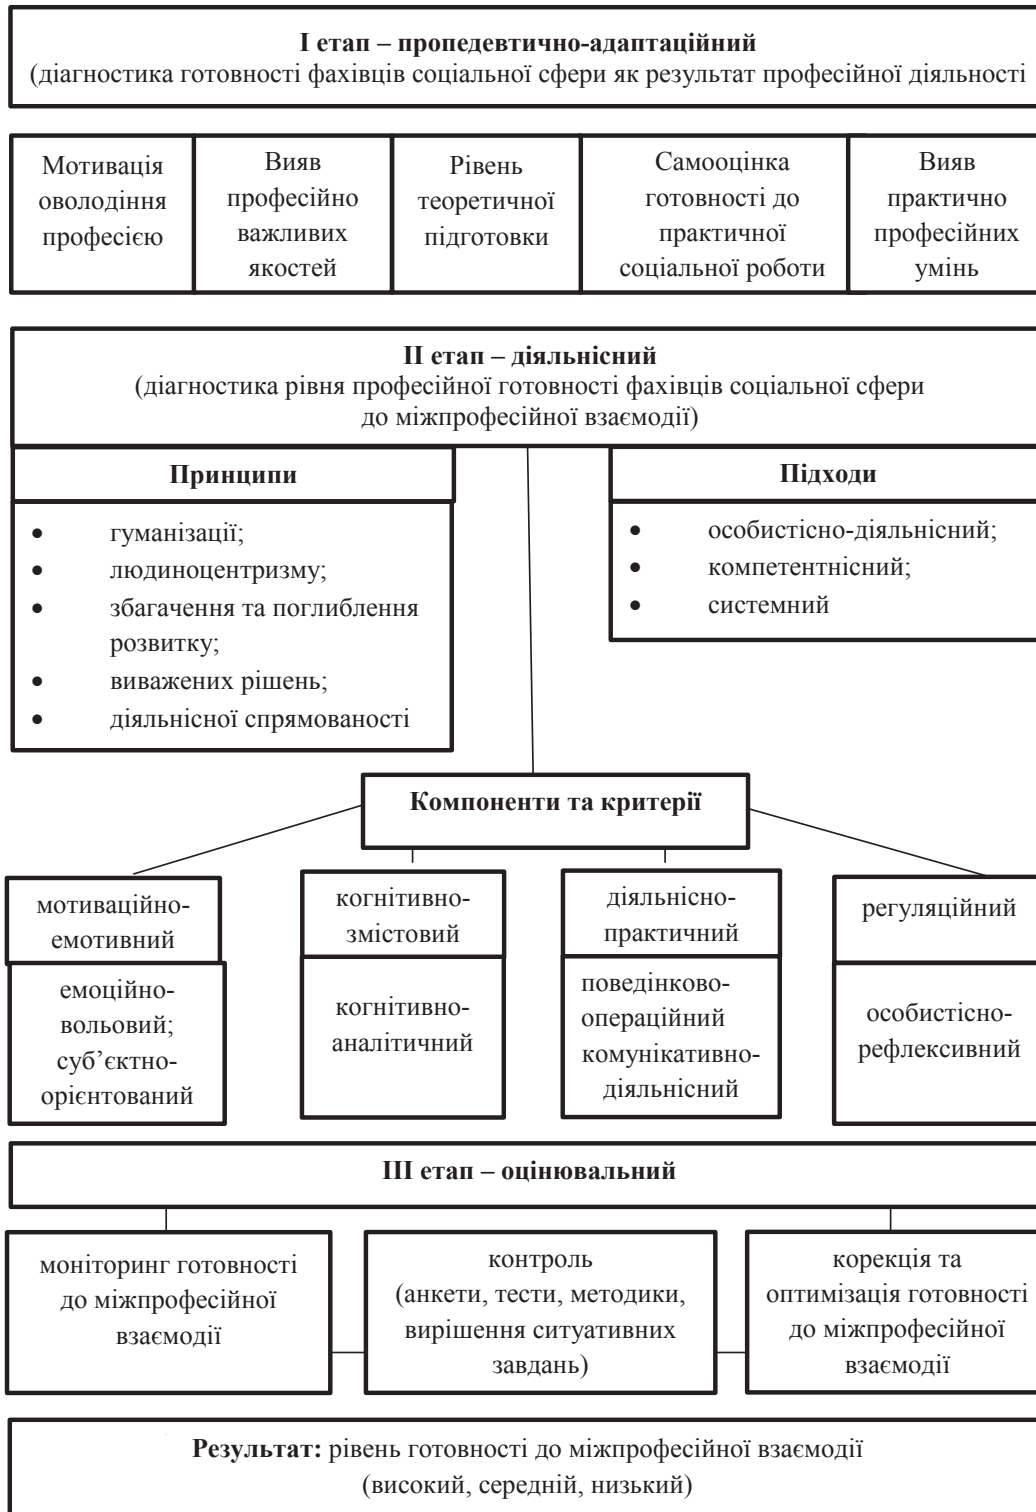 І етап – пропедевтично-адаптаційний
(діагностика готовності фахівців соціальної сфери як результат професійної діяльності
Мотивація
оволодіння
професією
Вияв
професійно
важливих
якостей
Рівень
теоретичної
підготовки
Самооцінка
готовності до
практичної
соціальної роботи
Вияв
практично
професійних
умінь
ІІ етап – діяльнісний
(діагностика рівня професійної готовності фахівців соціальної сфери
до міжпрофесійної взаємодії)
Принципи
• гуманізації;
• людиноцентризму;
• збагачення та поглиблення
розвитку;
• виважених рішень;
• діяльнісної спрямованості
Підходи
• особистісно-діяльнісний;
• компетентнісний;
• системний
Компоненти та критерії
мотиваційно-
емотивний
когнітивно-
змістовий
діяльнісно-
практичний
регуляційний
емоційно-
вольовий;
суб’єктно-
орієнтований
когнітивно-
аналітичний
поведінково-
операційний
комунікативно-
діяльнісний
особистісно-
рефлексивний
ІІІ етап – оцінювальний
моніторинг готовності
до міжпрофесійної
взаємодії
контроль
(анкети, тести, методики,
вирішення ситуативних
завдань)
корекція та
оптимізація готовності
до міжпрофесійної
взаємодії
Результат: рівень готовності до міжпрофесійної взаємодії
(високий, середній, низький)